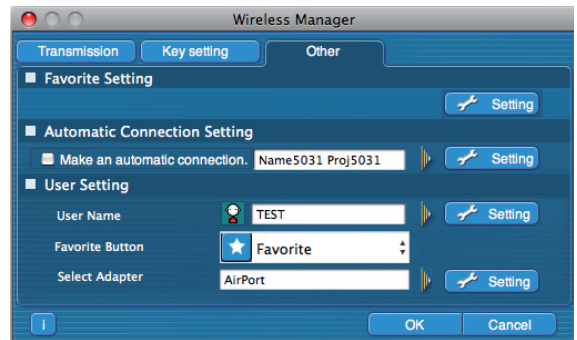 Wireless Manager
Transmission Key setting Other
Favorite Setting
Setting
Automatic Connection Setting
Make an automatic connection. Name5031 Proj5031 Setting
User Setting
User Name TEST Setting
Favorite Button Favorite
Select Adapter AirPort Setting
i OK Cancel